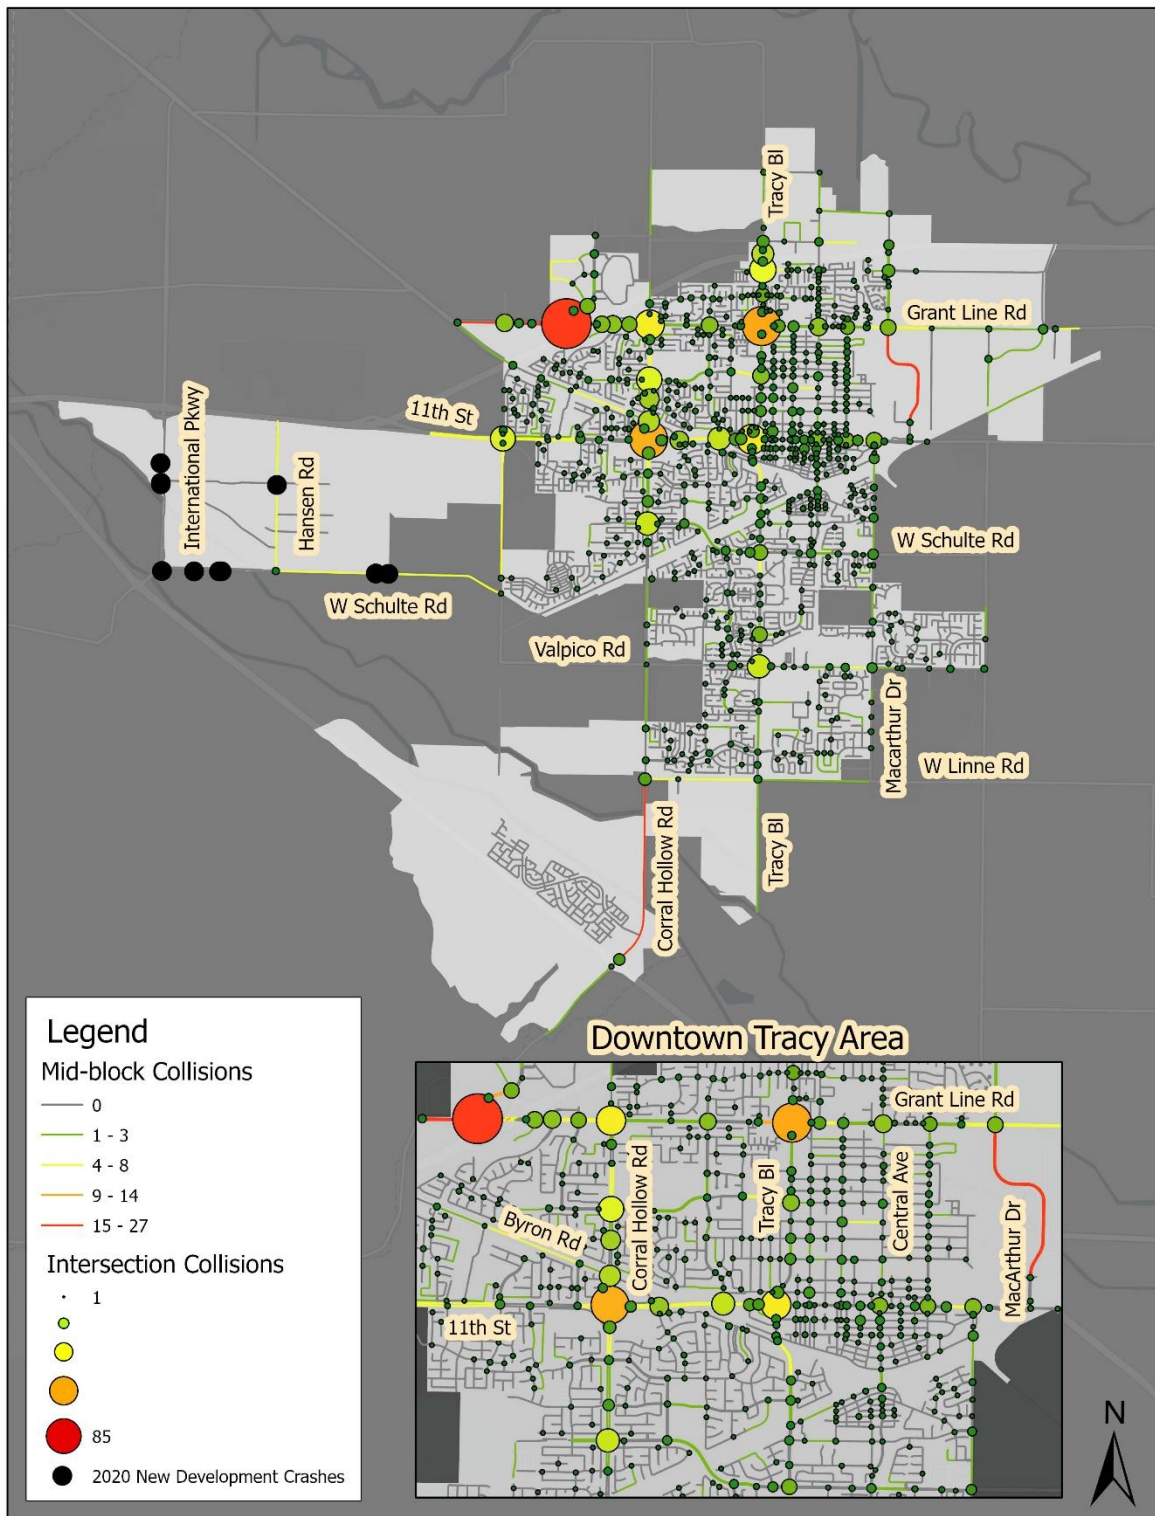 Tracy Bl
Grant Line Rd
11th St
International Pkwy
Hansen Rd
W Schulte Rd
W Schulte Rd
Valpico Rd
Macarthur Dr
W Linne Rd
Corral Hollow Rd
Tracy Bl
Legend
Mid-block Collisions
0
1 - 3
4 - 8
9 - 14
15 - 27
Intersection Collisions
1
85
2020 New Development Crashes
Downtown Tracy Area
Grant Line Rd
Corral Hollow Rd
Tracy Bl
Central Ave
Byron Rd
MacArthur Dr
11th St
N